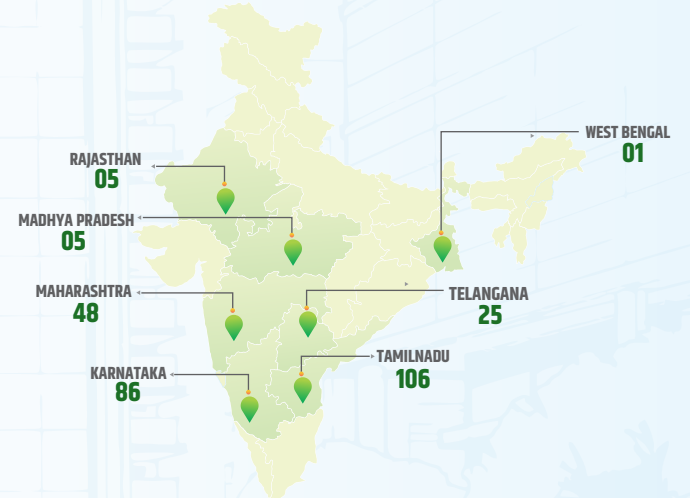 RAJASTHAN
05
MADHYA PRADESH
05
MAHARASHTRA
48
KARNATAKA
86
WEST BENGAL
01
TELANGANA
25
TAMILNADU
106